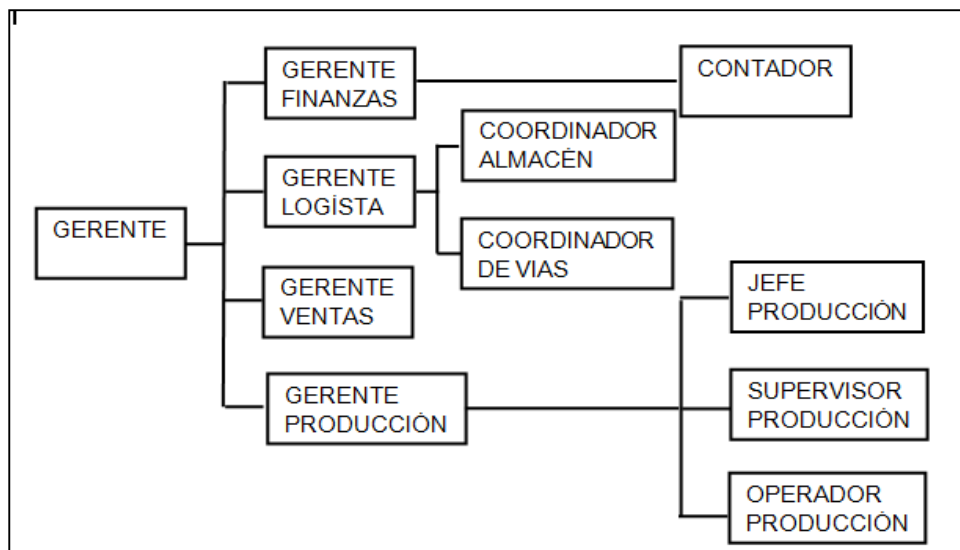 GERENTE
GERENTE
FINANZAS
CONTADOR
GERENTE
LOGÍSTA
COORDINADOR
ALMACÉN
COORDINADOR
DE VIAS
GERENTE
VENTAS
GERENTE
PRODUCCIÓN
JEFE
PRODUCCIÓN
SUPERVISOR
PRODUCCIÓN
OPERADOR
PRODUCCIÓN